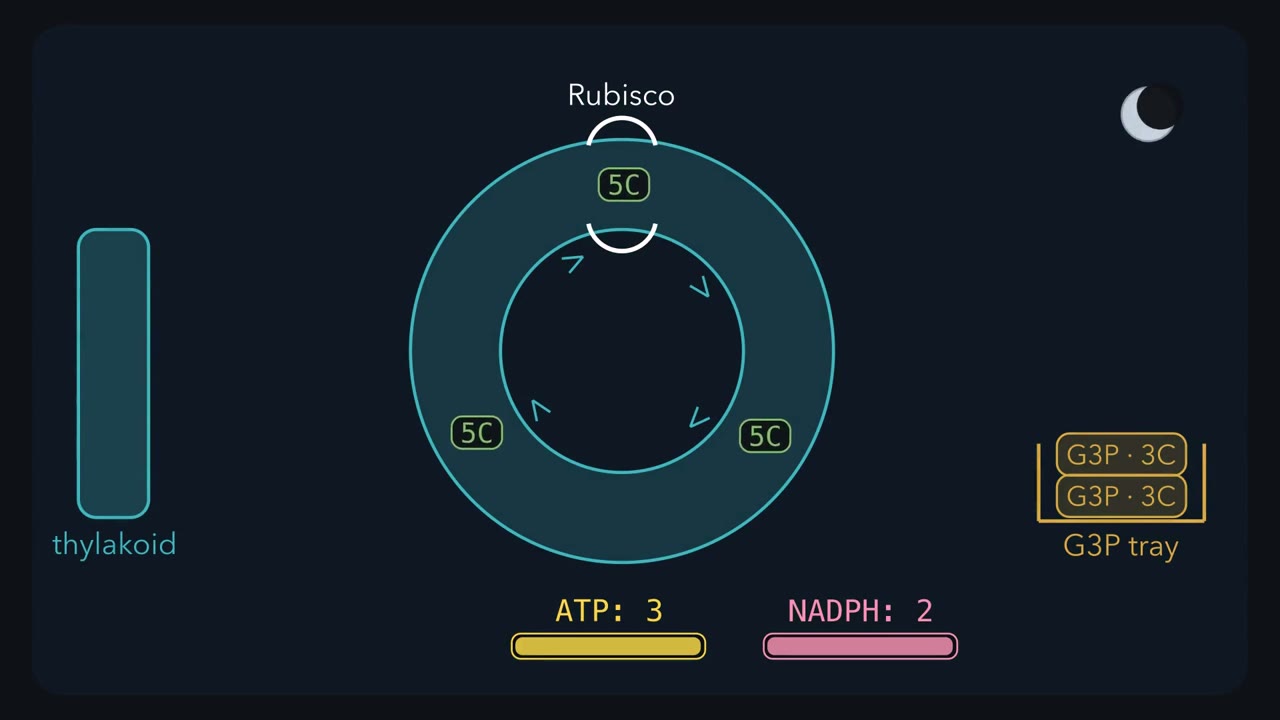 Rubisco
5C
5C
5C
thylakoid
G3P · 3C
G3P · 3C
G3P tray
ATP: 3
NADPH: 2